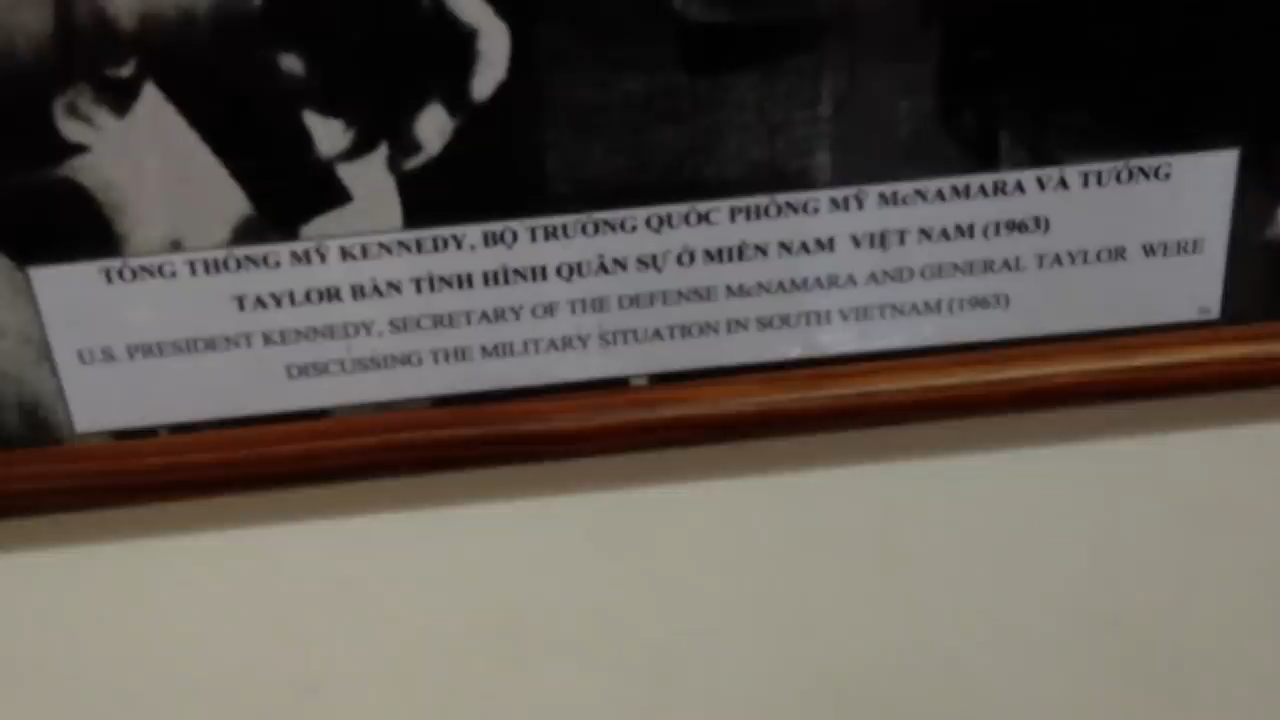 TỔNG THỐNG MỸ KENNEDY, BỘ TRƯỞNG QUỐC PHÒNG MỸ McNAMARA VÀ TƯỚNG
TAYLOR BÀN TÌNH HÌNH QUÂN SỰ Ở MIỀN NAM VIỆT NAM (1963)
U.S. PRESIDENT KENNEDY, SECRETARY OF THE DEFENSE McNAMARA AND GENERAL TAYLOR WERE
DISCUSSING THE MILITARY SITUATION IN SOUTH VIETNAM (1963)